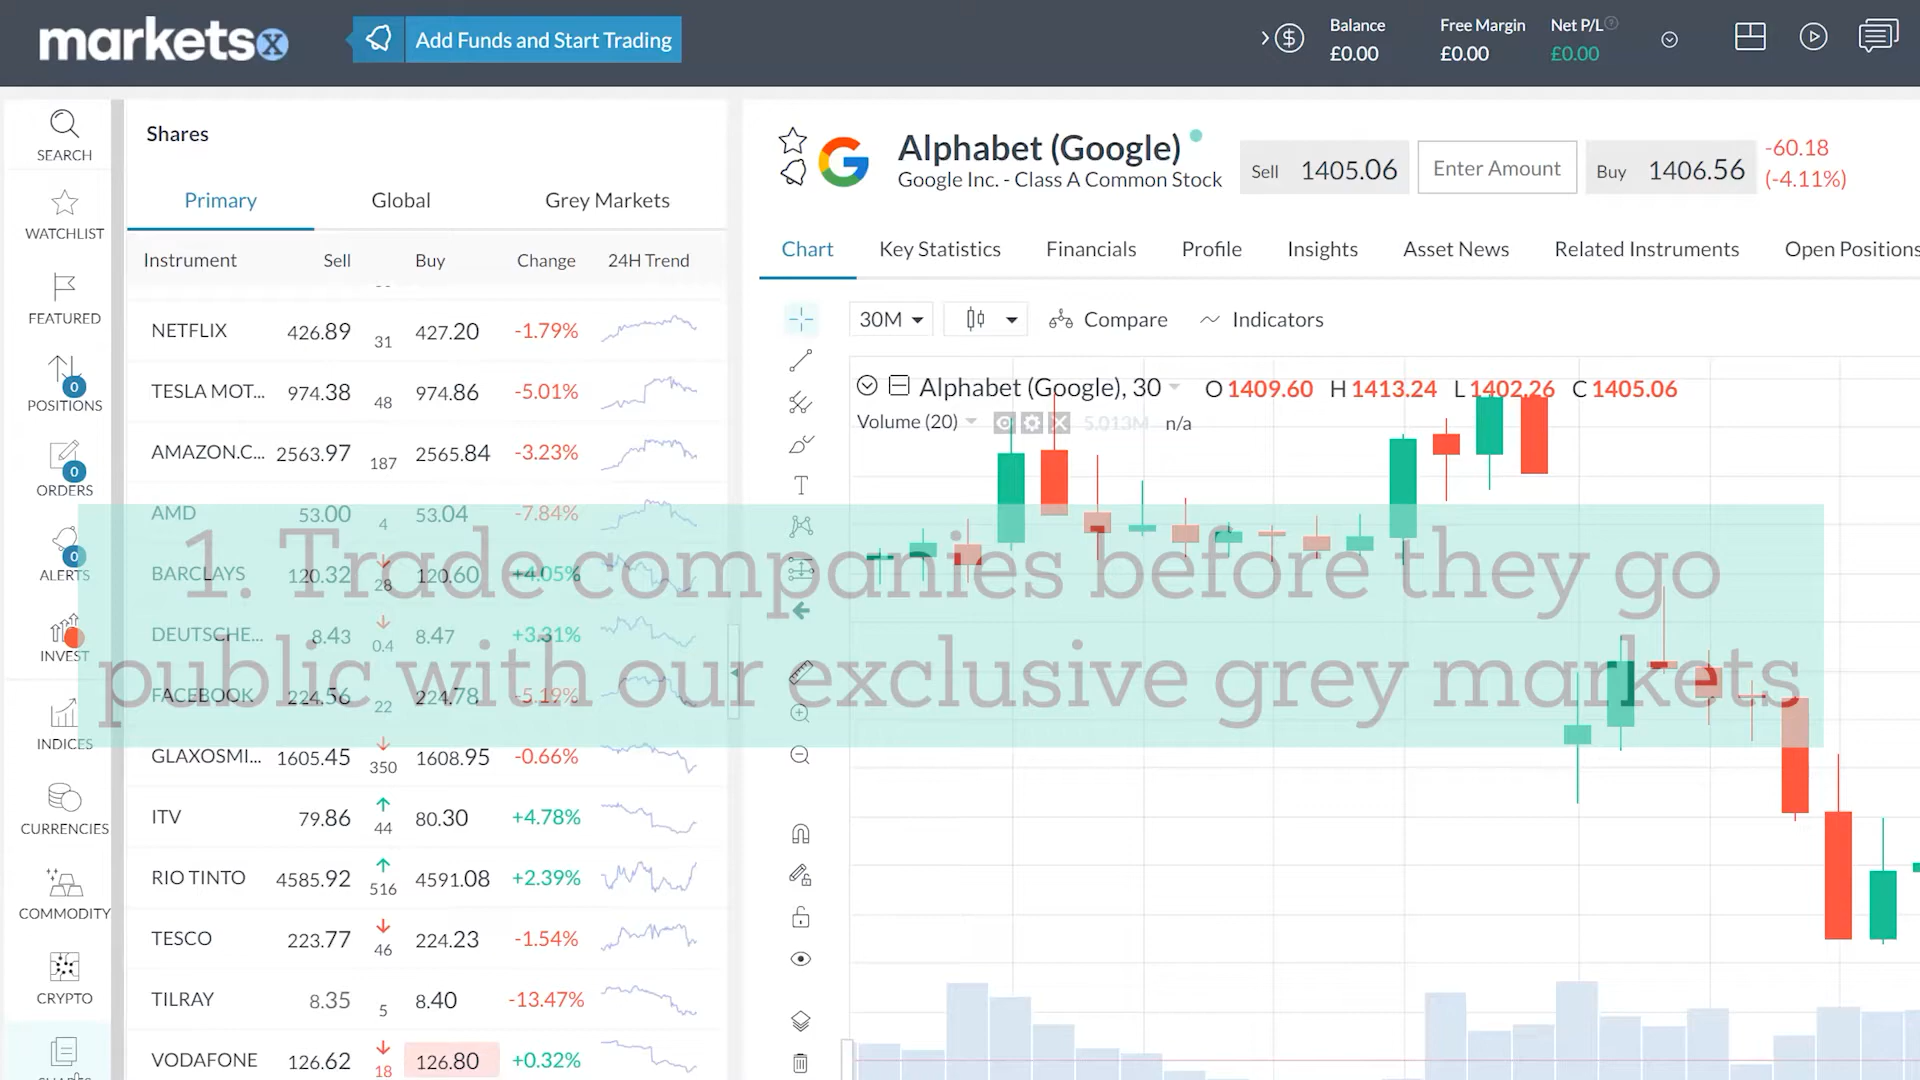 marketsx
Add Funds and Start Trading
Balance
£0.00
Free Margin
£0.00
Net P/L
£0.00
SEARCH
WATCHLIST
FEATURED
0
POSITIONS
0
ORDERS
0
ALERTS
INVEST
INDICES
CURRENCIES
COMMODITY
CRYPTO
Shares
Primary Global Grey Markets
Instrument Sell Buy Change 24H Trend
NETFLIX 426.89 31 427.20 -1.79%
TESLA MOT... 974.38 48 974.86 -5.01%
AMAZON.C... 2563.97 187 2565.84 -3.23%
AMD 53.00 4 53.04 -7.84%
BARCLAYS 120.32 28 120.60 +4.05%
DEUTSCHE... 8.43 0.4 8.47 +3.31%
FACEBOOK 224.56 22 224.78 -5.19%
GLAXOSMI... 1605.45 350 1608.95 -0.66%
ITV 79.86 44 80.30 +4.78%
RIO TINTO 4585.92 516 4591.08 +2.39%
TESCO 223.77 46 224.23 -1.54%
TILRAY 8.35 5 8.40 -13.47%
VODAFONE 126.62 18 126.80 +0.32%
Alphabet (Google)
Google Inc. - Class A Common Stock
Sell 1405.06
Enter Amount
Buy 1406.56
-60.18
(-4.11%)
Chart Key Statistics Financials Profile Insights Asset News Related Instruments Open Positions
30M Compare Indicators
Alphabet (Google), 30 O 1409.60 H 1413.24 L 1402.26 C 1405.06
Volume (20) 5.013M n/a
1. Trade companies before they go
public with our exclusive grey markets.